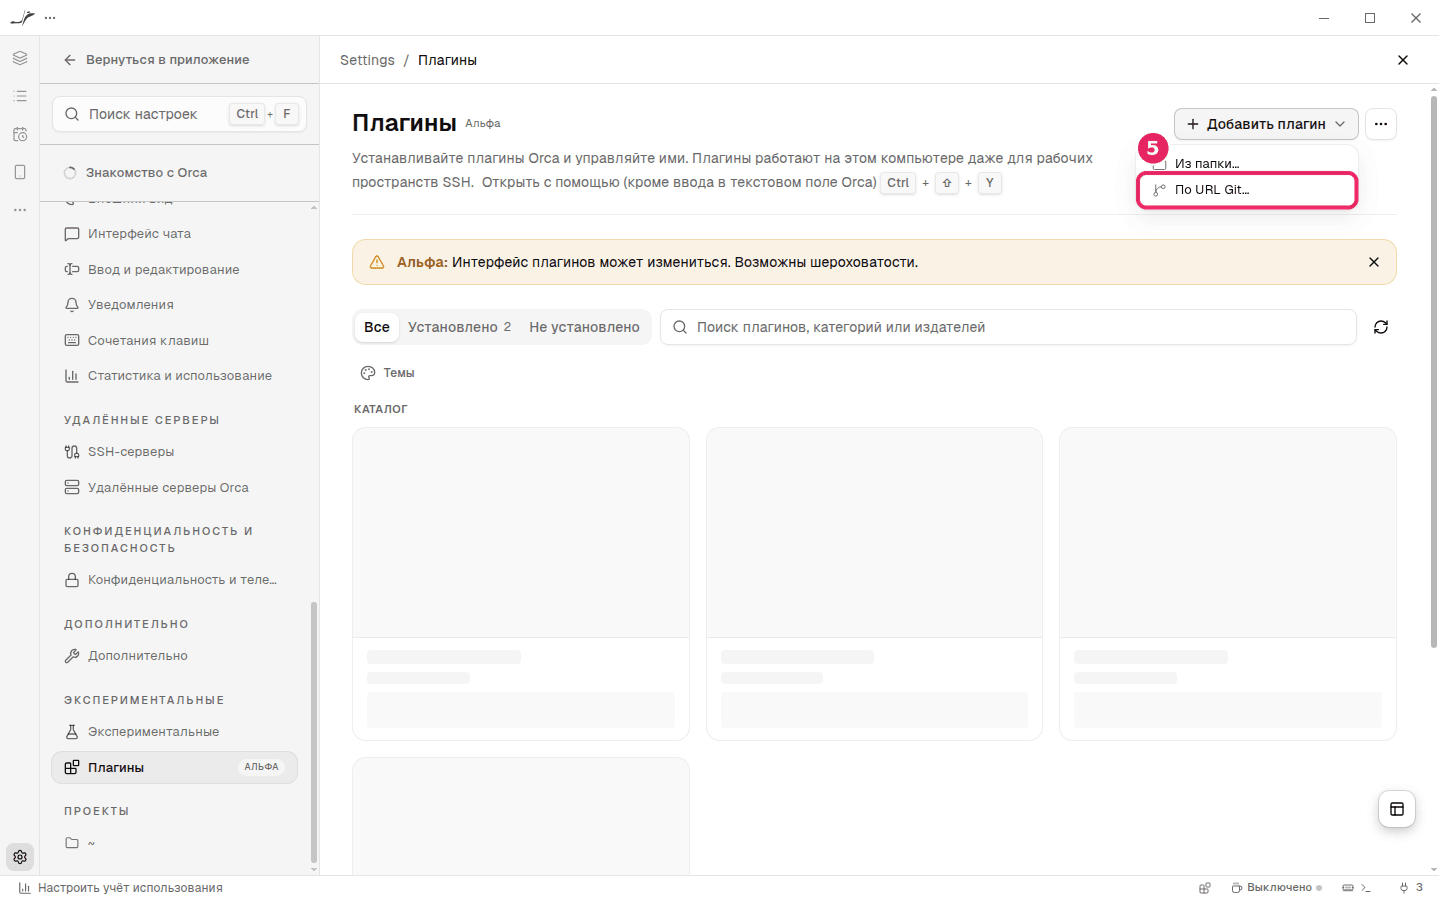 Вернуться в приложение
Settings / Плагины
Поиск настроек Ctrl + F
Знакомство с Orca
Интерфейс чата
Ввод и редактирование
Уведомления
Сочетания клавиш
Статистика и использование
УДАЛЁННЫЕ СЕРВЕРЫ
SSH-серверы
Удалённые серверы Orca
КОНФИДЕНЦИАЛЬНОСТЬ И
БЕЗОПАСНОСТЬ
Конфиденциальность и теле...
ДОПОЛНИТЕЛЬНО
Дополнительно
ЭКСПЕРИМЕНТАЛЬНЫЕ
Экспериментальные
Плагины АЛЬФА
ПРОЕКТЫ
~
Плагины Альфа
Добавить плагин
Устанавливайте плагины Orca и управляйте ими. Плагины работают на этом компьютере даже для рабочих
пространств SSH. Открыть с помощью (кроме ввода в текстовом поле Orca) Ctrl + ⇧ + Y
5
Из папки...
По URL Git...
Альфа: Интерфейс плагинов может измениться. Возможны шероховатости.
Все Установлено 2 Не установлено
Поиск плагинов, категорий или издателей
Темы
КАТАЛОГ
Настроить учёт использования
Выключено
3